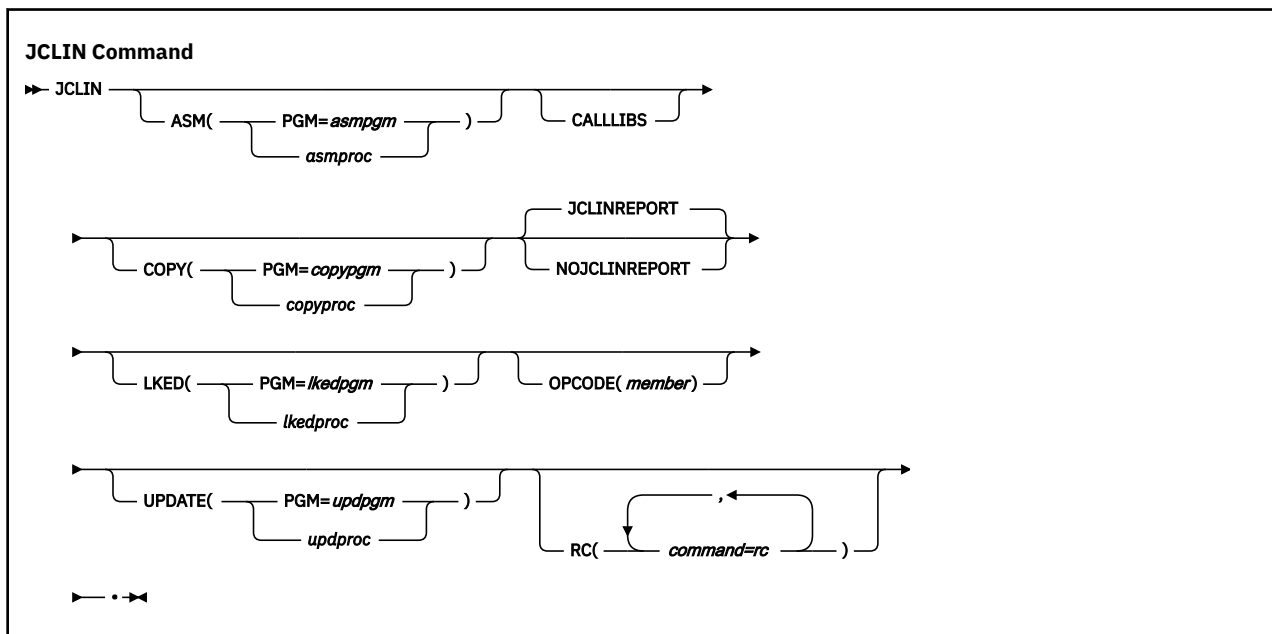 JCLIN Command
JCLIN
ASM( PGM=asmpgm )
asmproc
CALLLIBS
COPY( PGM=copypgm )
copyproc
JCLINREPORT
NOJCLINREPORT
LKED( PGM=lkedpgm )
lkedproc
OPCODE( member)
UPDATE( PGM=updpgm )
updproc
,
RC( command=rc )
.